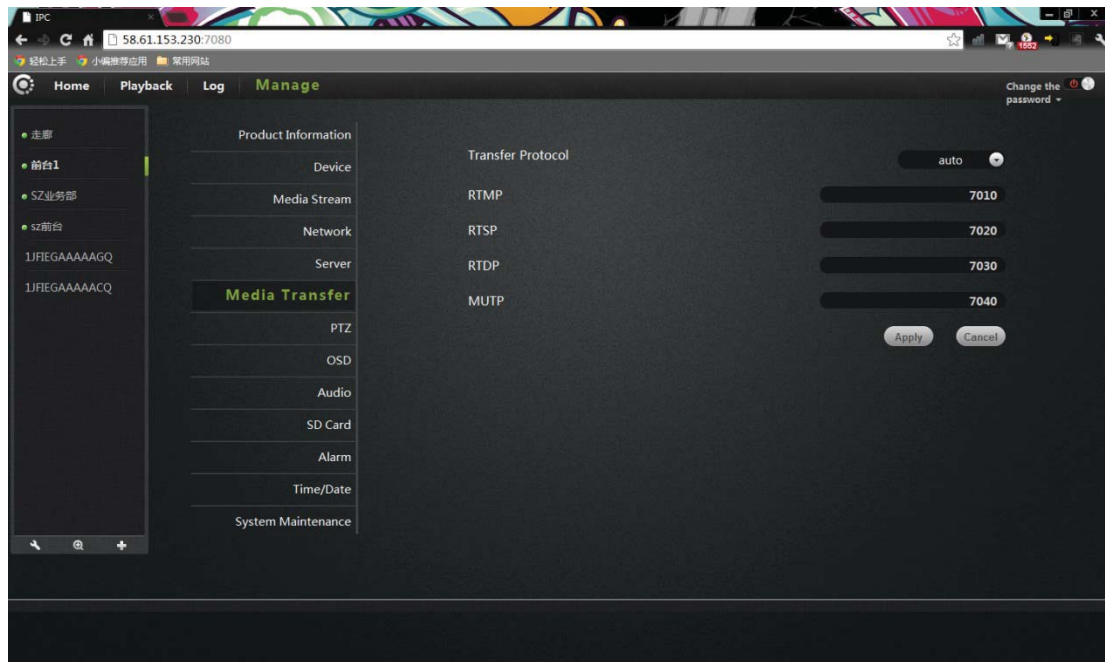 IPC
58.61.153.230:7080
1552
轻松上手 小编推荐应用 常用网站
Home Playback Log Manage
Change the
password
走廊
前台1
SZ业务部
sz前台
1JFIEGAAAAAGQ
1JFIEGAAAAACQ
Product Information
Device
Media Stream
Network
Server
Media Transfer
PTZ
OSD
Audio
SD Card
Alarm
Time/Date
System Maintenance
Transfer Protocol auto
RTMP 7010
RTSP 7020
RTDP 7030
MUTP 7040
Apply Cancel